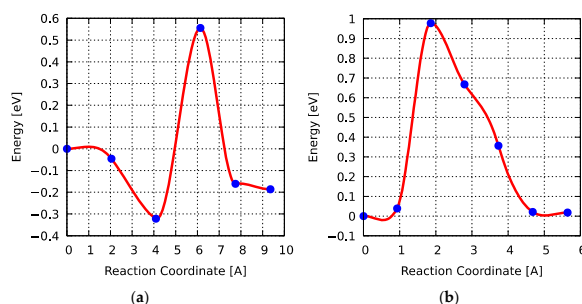 0.6
0.5
0.4
0.3
0.2
0.1
0
−0.1
−0.2
−0.3
−0.4
Energy [eV]
0 1 2 3 4 5 6 7 8 9 10
Reaction Coordinate [A]
(a)
1
0.9
0.8
0.7
0.6
0.5
0.4
0.3
0.2
0.1
0
−0.1
Energy [eV]
0 1 2 3 4 5 6
Reaction Coordinate [A]
(b)